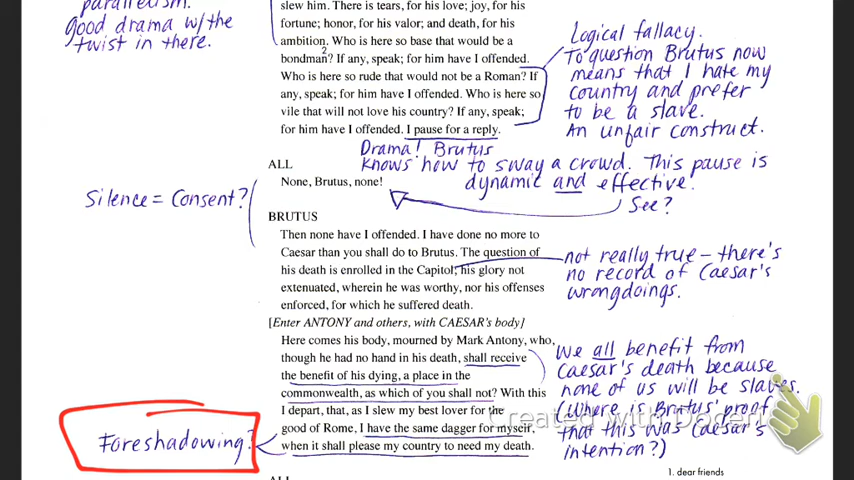 parallelism.
Good drama w/the
twist in there.
slew him. There is tears, for his love; joy, for his
fortune; honor, for his valor; and death, for his
ambition. Who is here so base that would be a
bondman2? If any, speak; for him have I offended.
Who is here so rude that would not be a Roman? If
any, speak; for him have I offended. Who is here so
vile that will not love his country? If any, speak;
for him have I offended. I pause for a reply.
Logical fallacy.
To question Brutus now
means that I hate my
country and prefer
to be a slave.
An unfair construct.
Drama! Brutus
knows how to sway a crowd. This pause is
dynamic and effective.
See?
ALL
None, Brutus, none!
Silence = Consent?
BRUTUS
Then none have I offended. I have done no more to
Caesar than you shall do to Brutus. The question of
his death is enrolled in the Capitol; his glory not
extenuated, wherein he was worthy, nor his offenses
enforced, for which he suffered death.
not really true – there's
no record of Caesar's
wrongdoings.
[Enter ANTONY and others, with CAESAR's body]
Here comes his body, mourned by Mark Antony, who,
though he had no hand in his death, shall receive
the benefit of his dying, a place in the
commonwealth, as which of you shall not? With this
I depart, that, as I slew my best lover for the
good of Rome, I have the same dagger for myself,
when it shall please my country to need my death.
We all benefit from
Caesar's death because
none of us will be slaves.
(Where is Brutus' proof
that this was Caesar's
intention?)
Foreshadowing?
Created with Doceri
1. dear friends